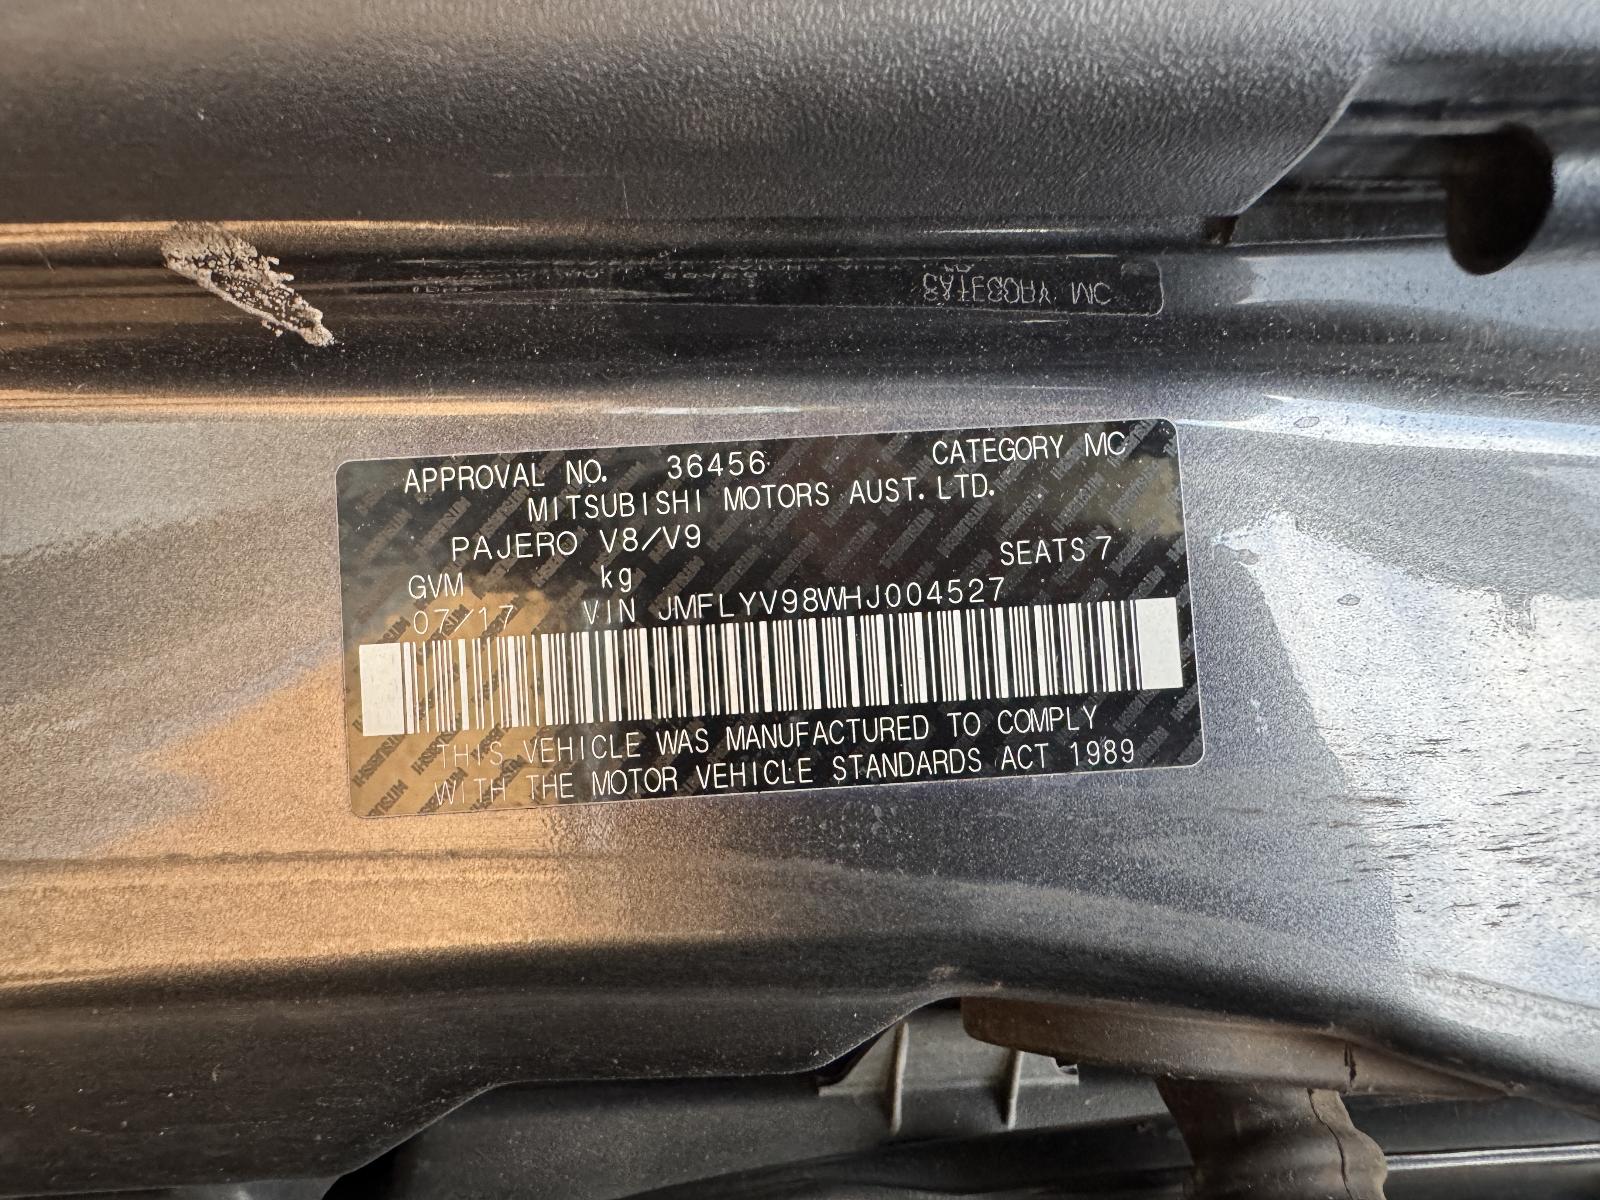 APPROVAL NO. 36456 CATEGORY MC
MITSUBISHI MOTORS AUST. LTD.
PAJERO V8/V9
SEATS 7
GVM kg
07/17 VIN JMFLYV98WHJ004527
THIS VEHICLE WAS MANUFACTURED TO COMPLY
WITH THE MOTOR VEHICLE STANDARDS ACT 1989